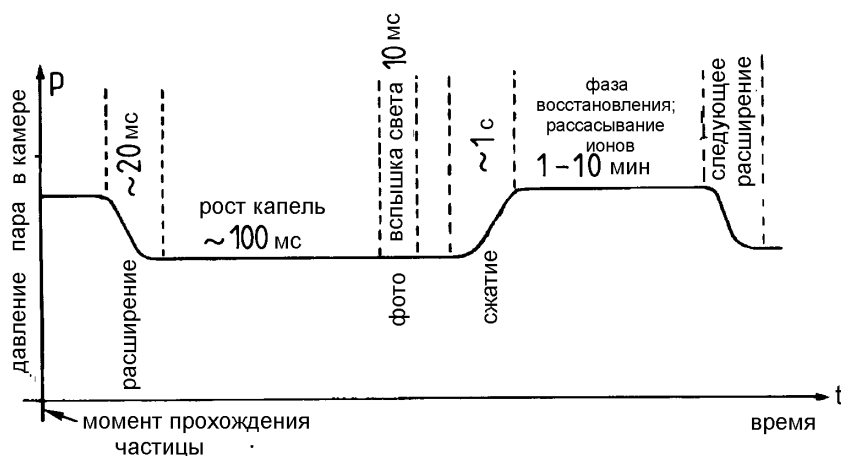 p
давление пара в камере
~20 мс
расширение
рост капель
~100 мс
вспышка света 10 мс
фото
~1 с
сжатие
фаза
восстановления;
рассасывание
ионов
1-10 мин
следующее
расширение
t
время
момент прохождения
частицы